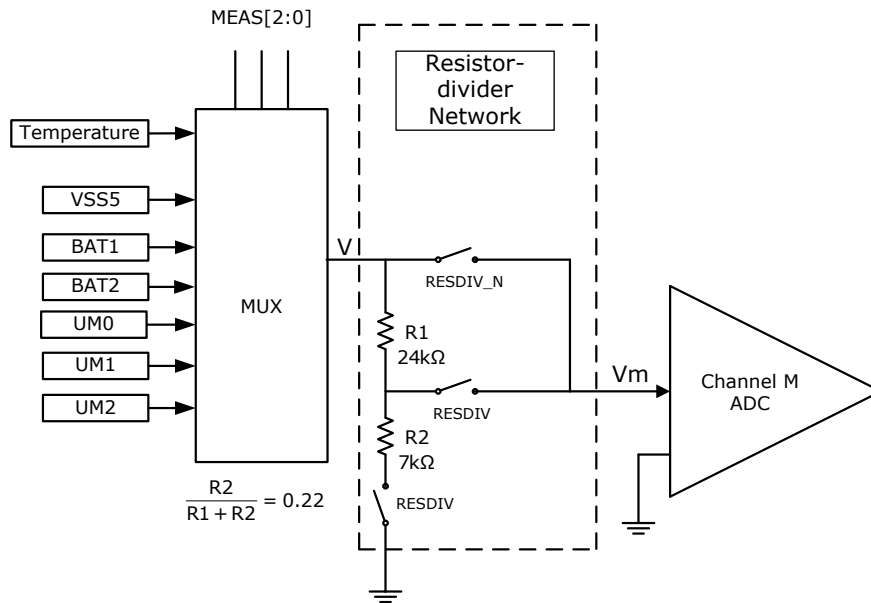 MEAS[2:0]
Resistor-
divider
Network
Temperature
VSS5
BAT1
BAT2
UM0
UM1
UM2
MUX
V
RESDIV_N
R1
24kΩ
RESDIV
R2
7kΩ
RESDIV
Vm
Channel M
ADC
R2
R1+R2 = 0.22